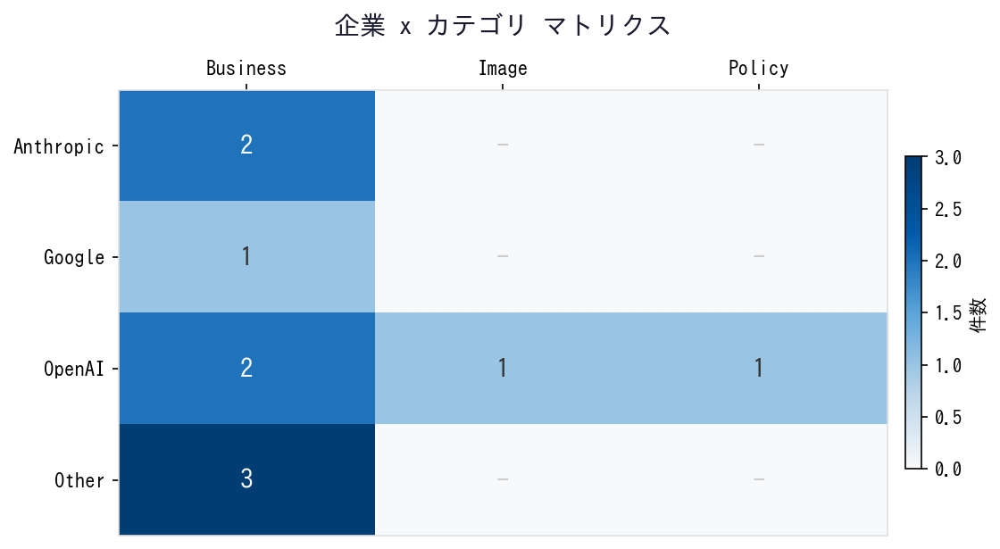 企業 x カテゴリ マトリクス
Business Image Policy
Anthropic 2 — —
Google 1 — —
OpenAI 2 1 1
Other 3 — —
3.0
2.5
2.0
1.5
1.0
0.5
0.0
件数